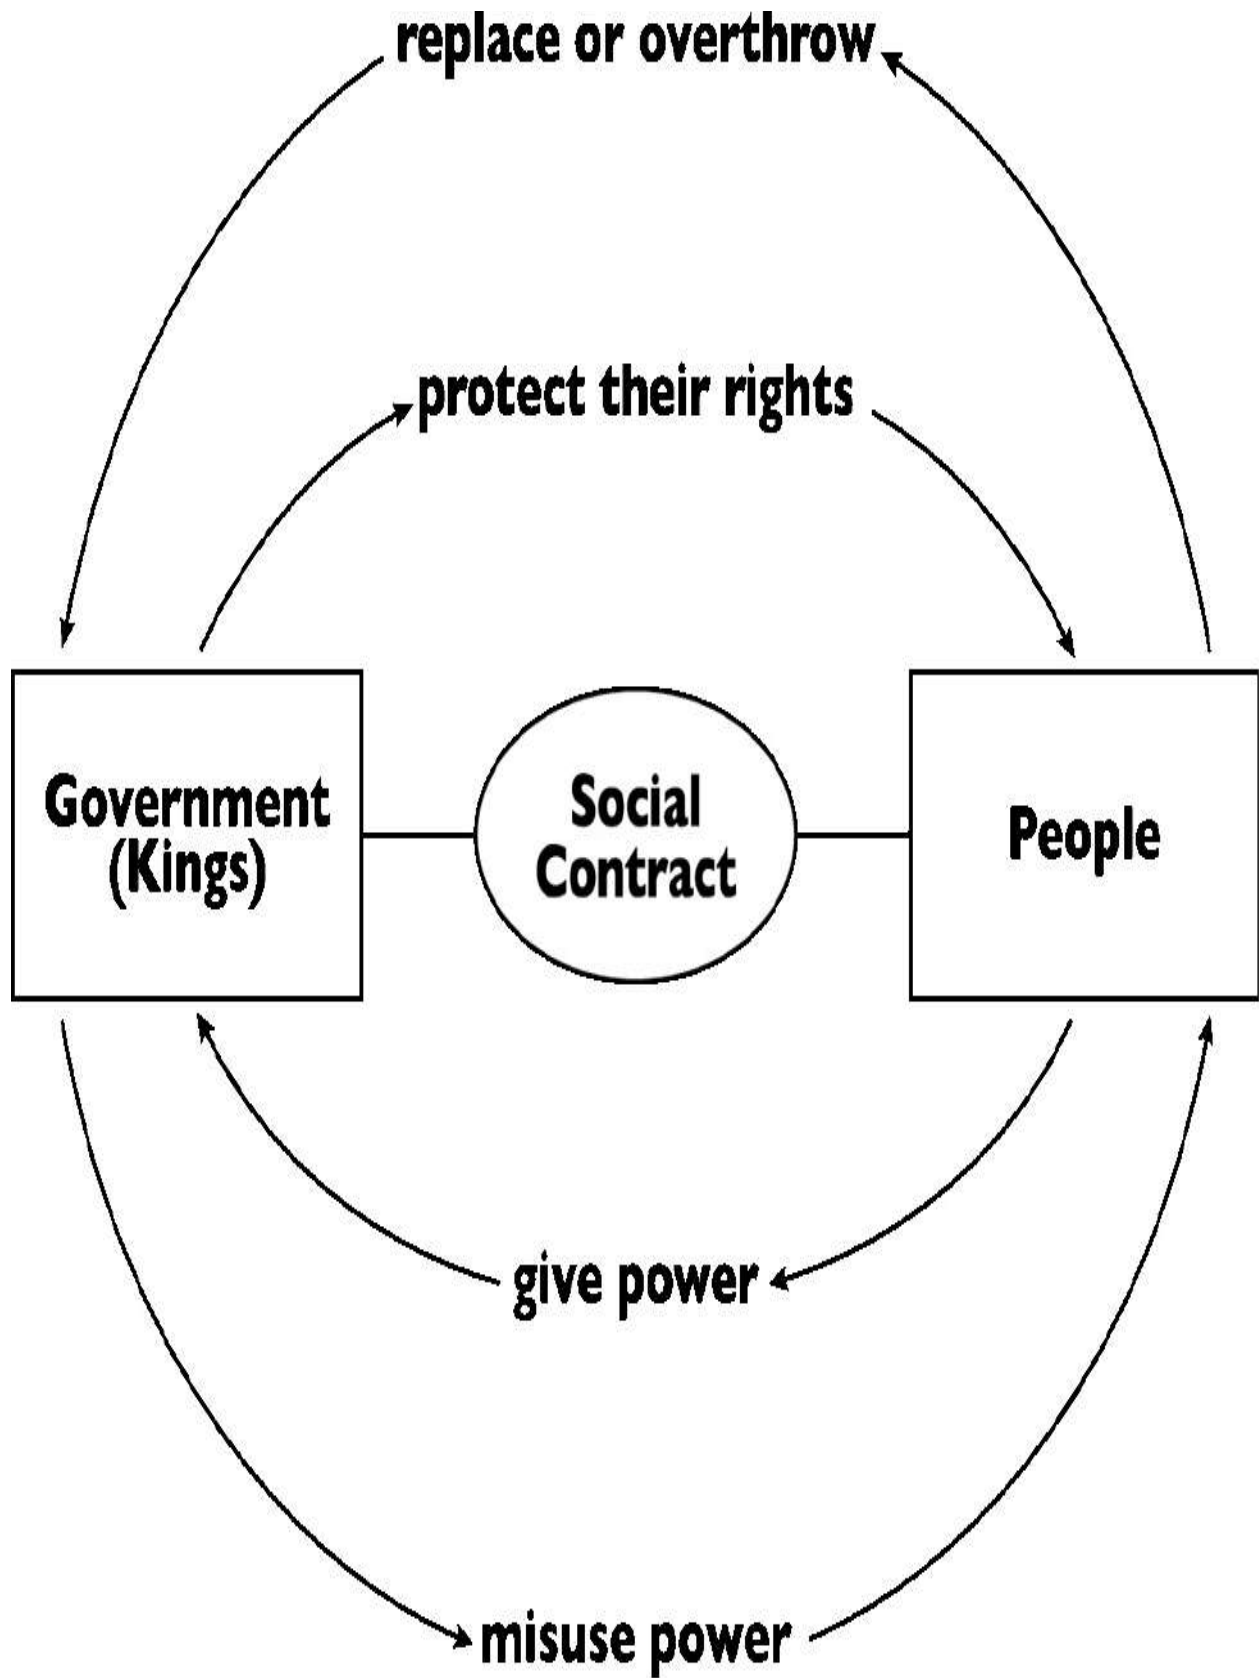 replace or overthrow
protect their rights
Government
(Kings)
Social
Contract
People
give power
misuse power